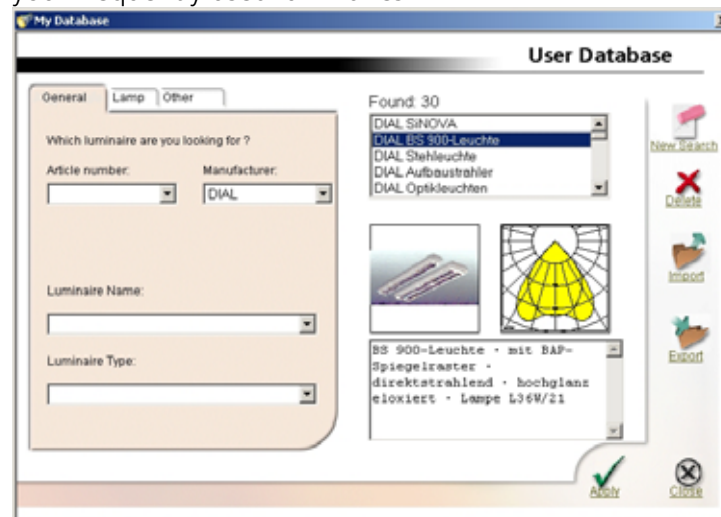 My Database
User Database
General Lamp Other
Which luminaire are you looking for ?
Article number: Manufacturer:
DIAL
Luminaire Name:
Luminaire Type:
Found: 30
DIAL SiNOVA
DIAL BS 900-Leuchte
DIAL Stehleuchte
DIAL Aufbaustrahler
DIAL Optikleuchten
BS 900-Leuchte · mit BAP-
Spiegelraster ·
direktstrahlend · hochglanz
eloxiert · Lampe L36W/21
New Search
Delete
Import
Export
Apply
Close